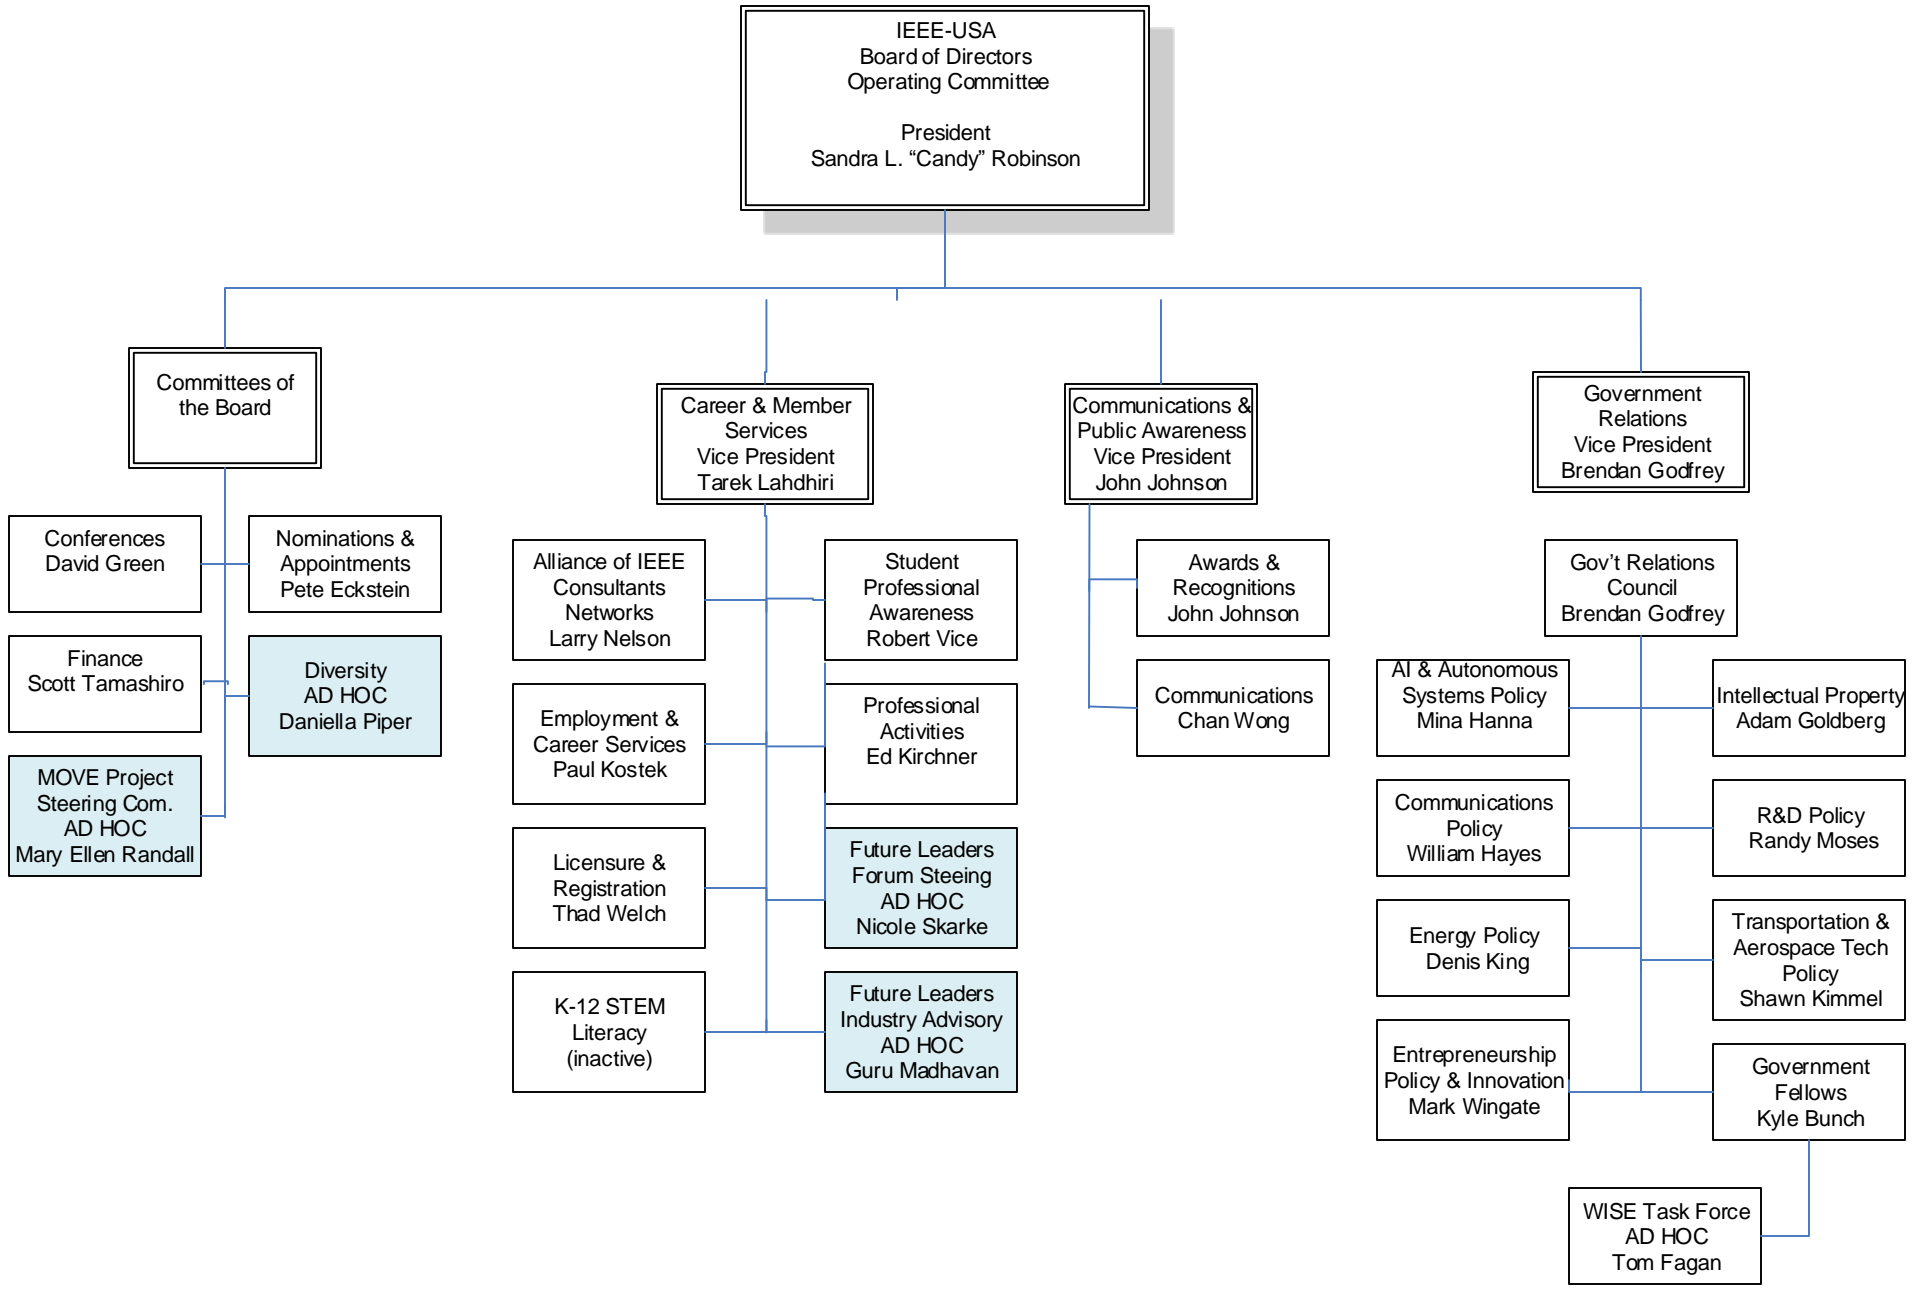 IEEE-USA
Board of Directors
Operating Committee
President
Sandra L. “Candy” Robinson
Committees of
the Board
Conferences
David Green
Nominations &
Appointments
Pete Eckstein
Finance
Scott Tamashiro
Diversity
AD HOC
Daniella Piper
MOVE Project
Steering Com.
AD HOC
Mary Ellen Randall
Career & Member
Services
Vice President
Tarek Lahdhiri
Alliance of IEEE
Consultants
Networks
Larry Nelson
Student
Professional
Awareness
Robert Vice
Employment &
Career Services
Paul Kostek
Professional
Activities
Ed Kirchner
Licensure &
Registration
Thad Welch
Future Leaders
Forum Steeing
AD HOC
Nicole Skarke
K-12 STEM
Literacy
(inactive)
Future Leaders
Industry Advisory
AD HOC
Guru Madhavan
Communications &
Public Awareness
Vice President
John Johnson
Awards &
Recognitions
John Johnson
Communications
Chan Wong
Government
Relations
Vice President
Brendan Godfrey
Gov’t Relations
Council
Brendan Godfrey
AI & Autonomous
Systems Policy
Mina Hanna
Intellectual Property
Adam Goldberg
Communications
Policy
William Hayes
R&D Policy
Randy Moses
Energy Policy
Denis King
Transportation &
Aerospace Tech
Policy
Shawn Kimmel
Entrepreneurship
Policy & Innovation
Mark Wingate
Government
Fellows
Kyle Bunch
WISE Task Force
AD HOC
Tom Fagan